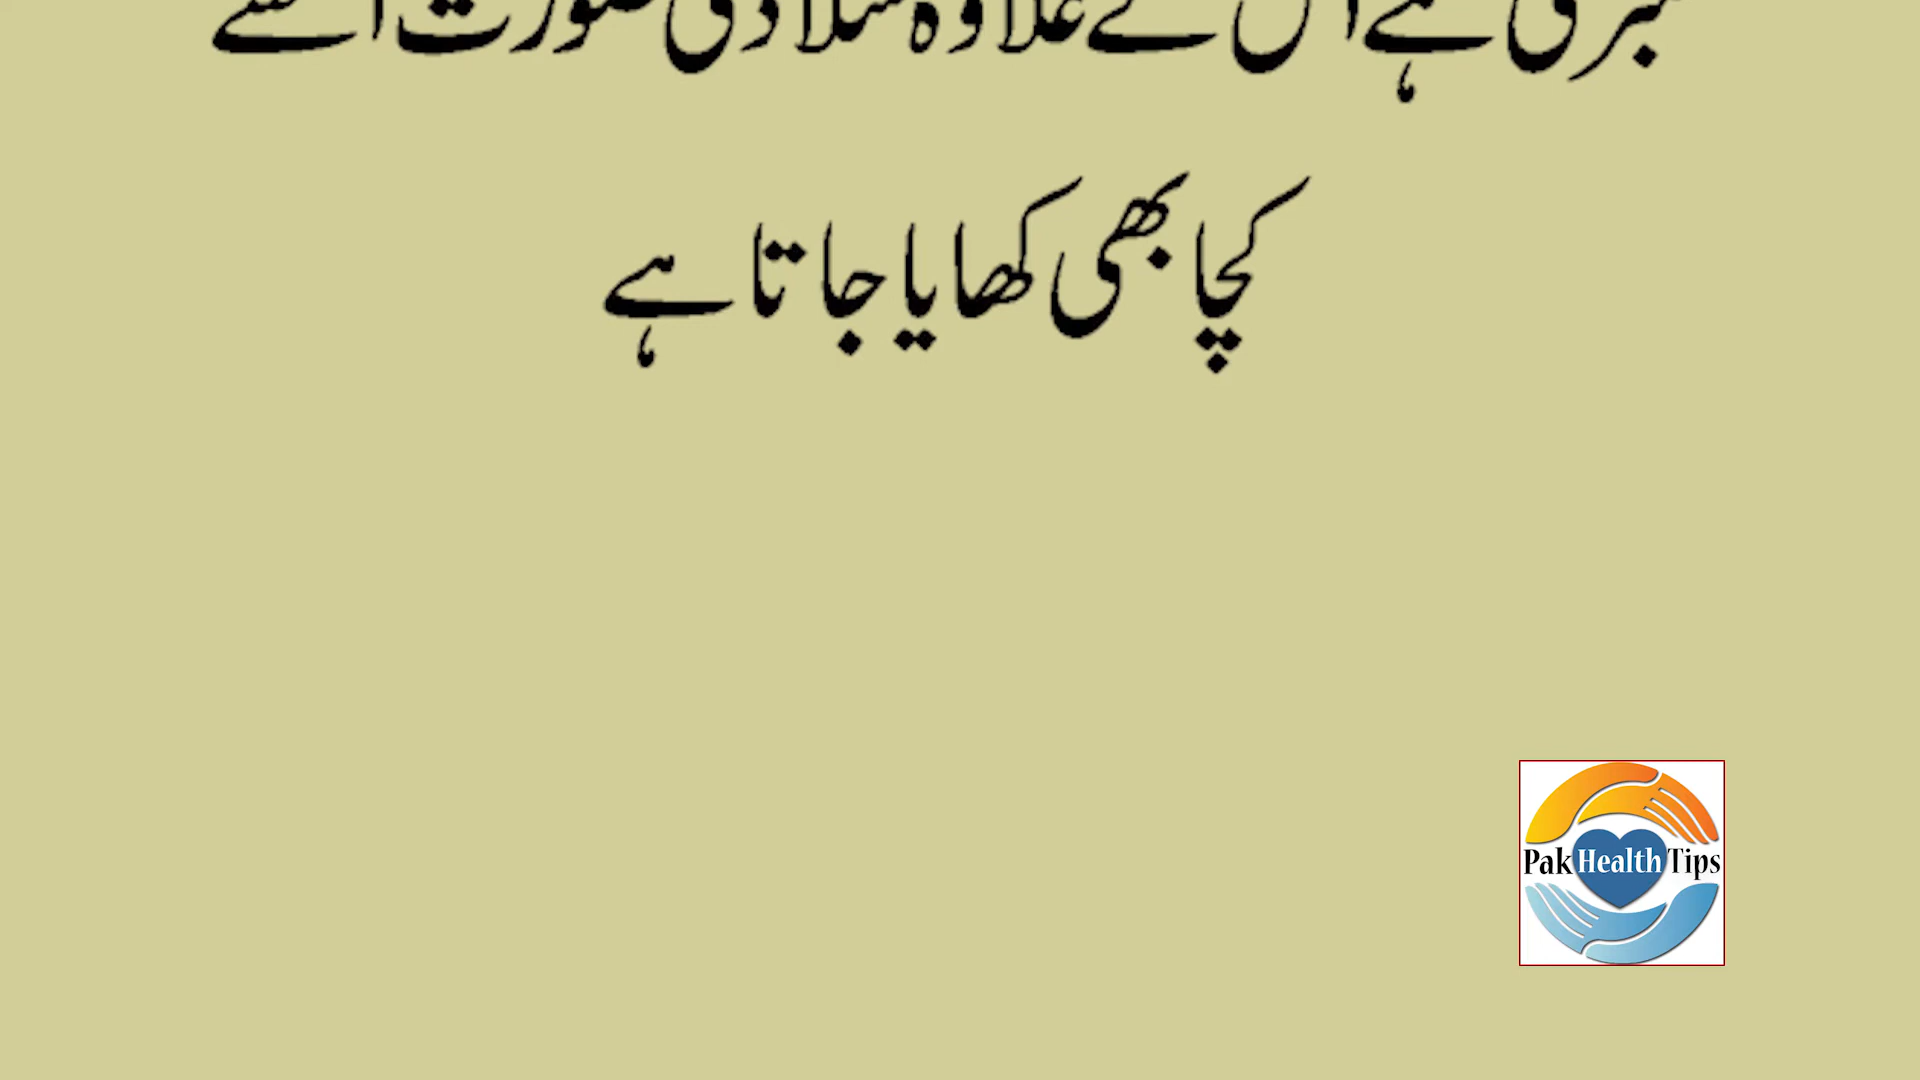 ہے اس کے علاوہ سلاد کی صورت اسے
کچا بھی کھایا جاتا ہے
Pak Health Tips